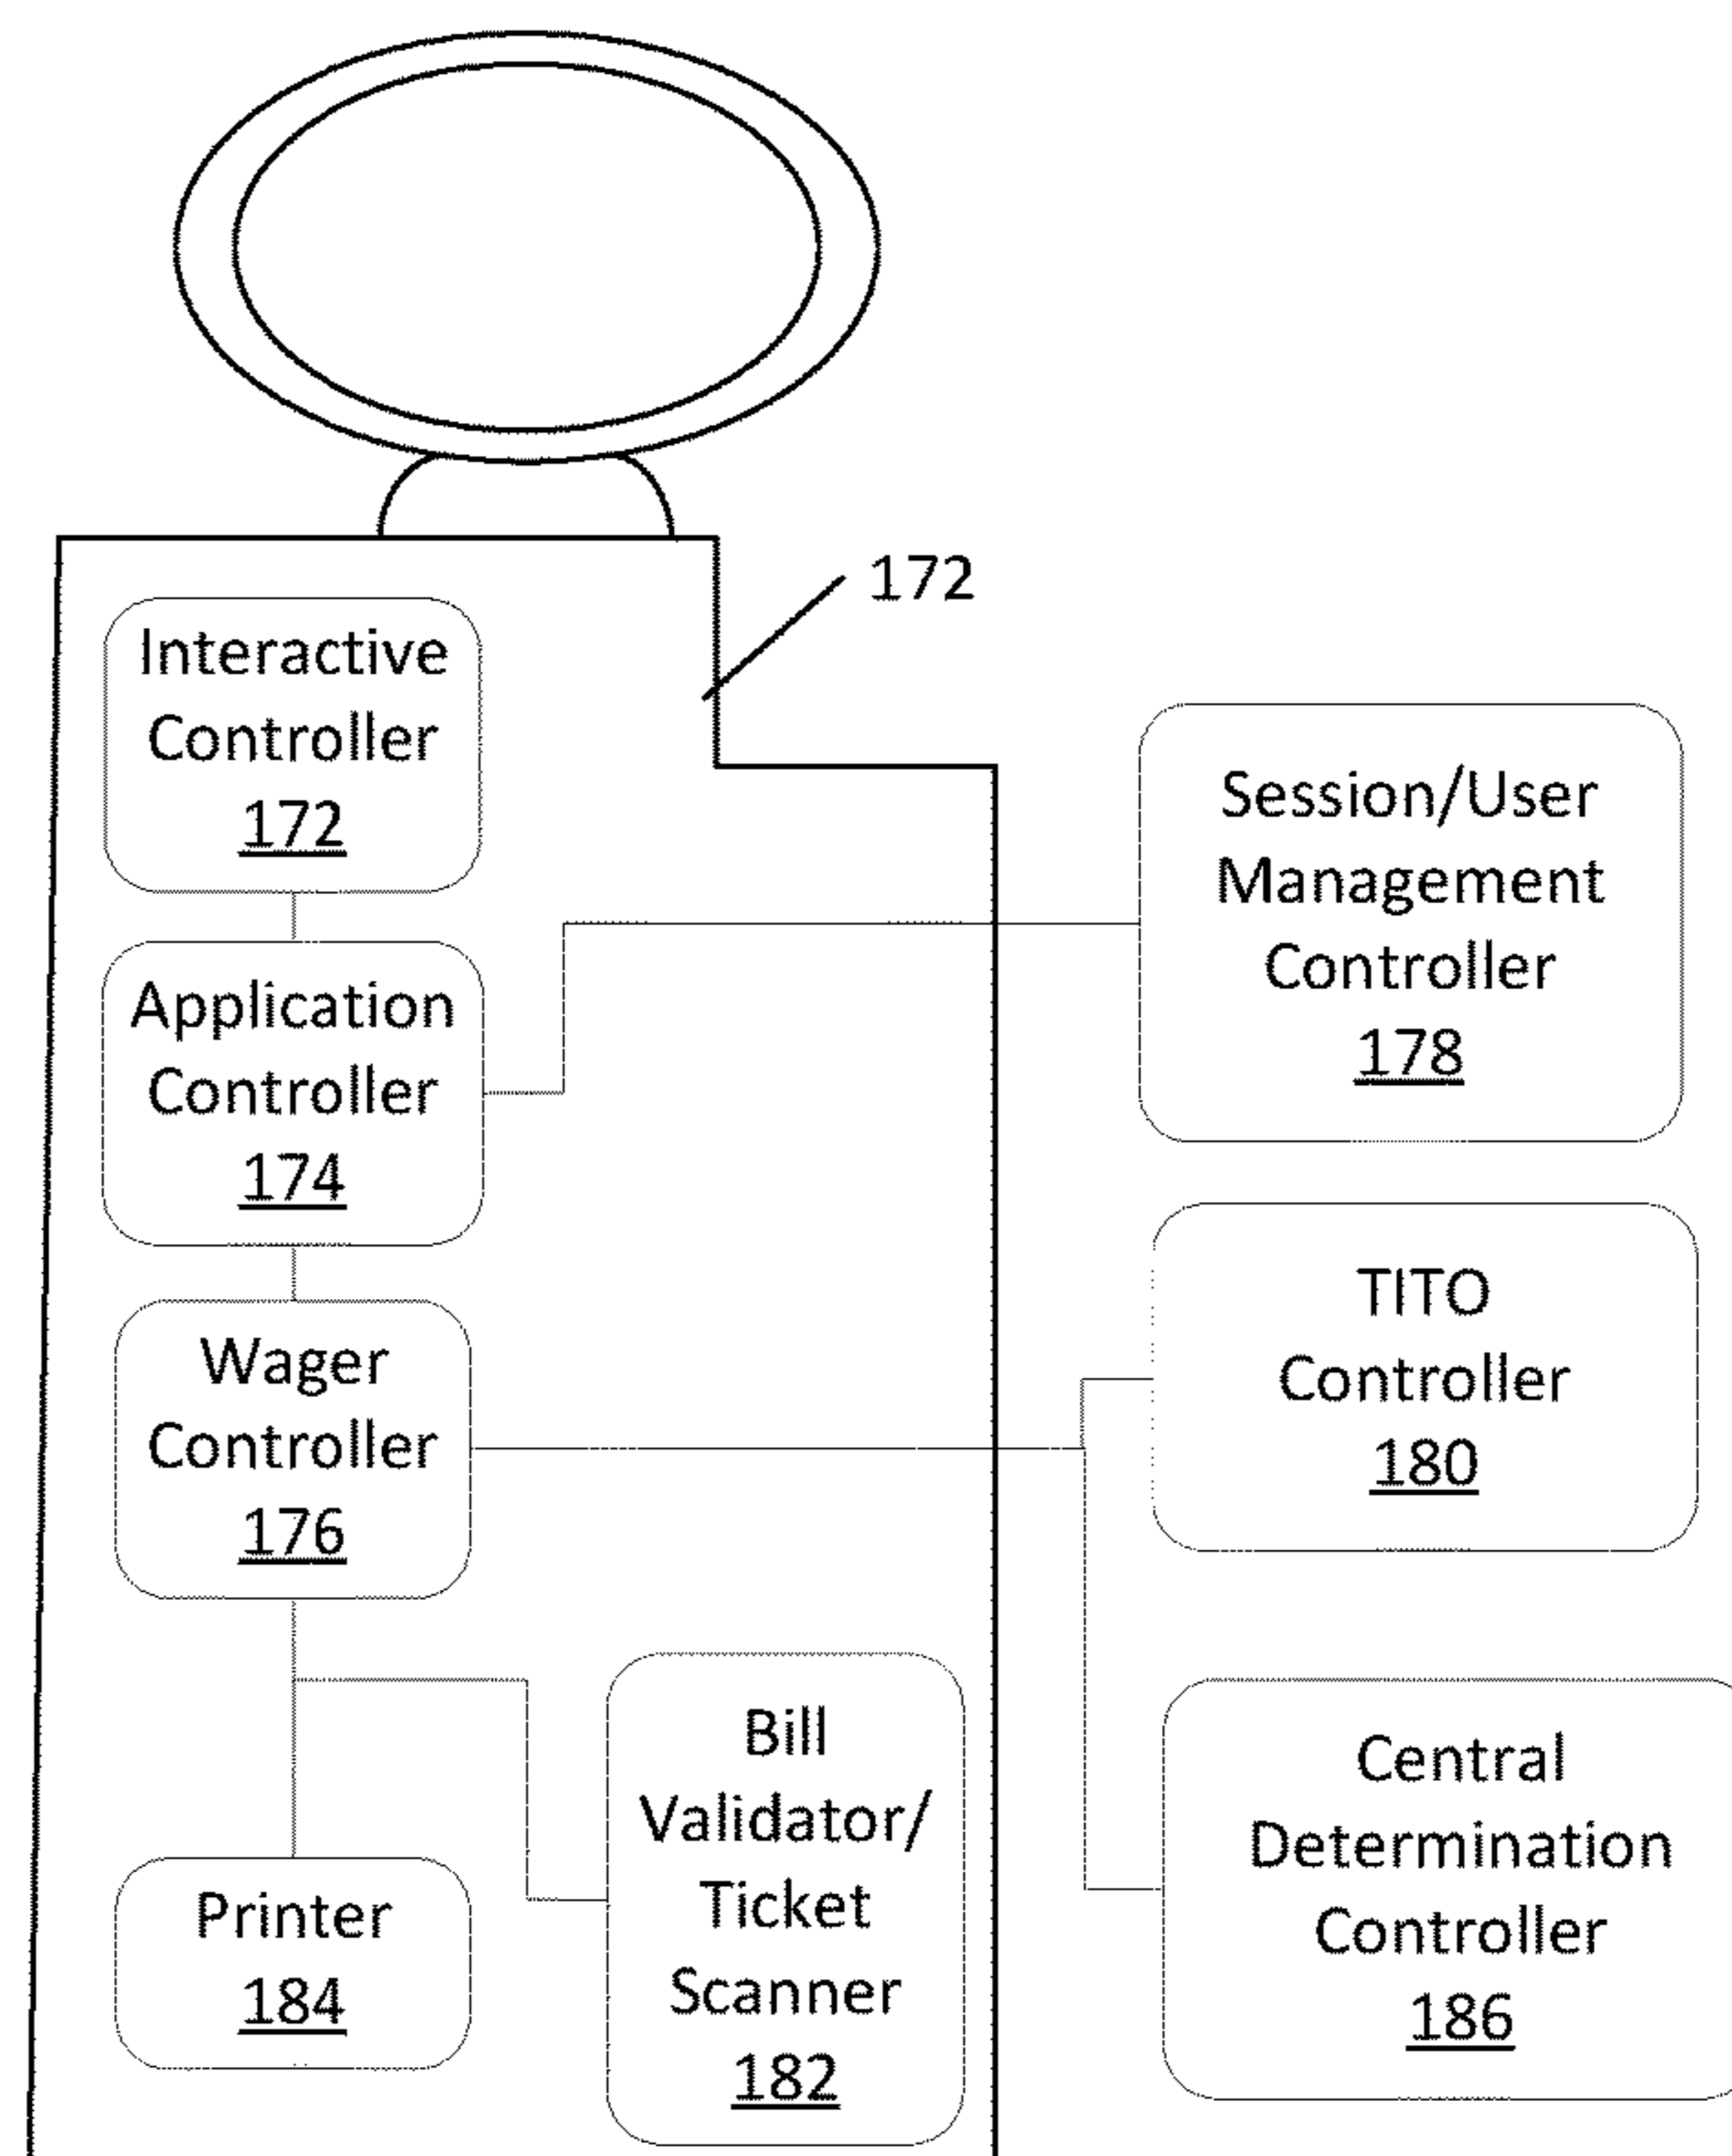 172
Interactive
Controller
172
Application
Controller
174
Wager
Controller
176
Printer
184
Bill
Validator/
Ticket
Scanner
182
Session/User
Management
Controller
178
TITO
Controller
180
Central
Determination
Controller
186